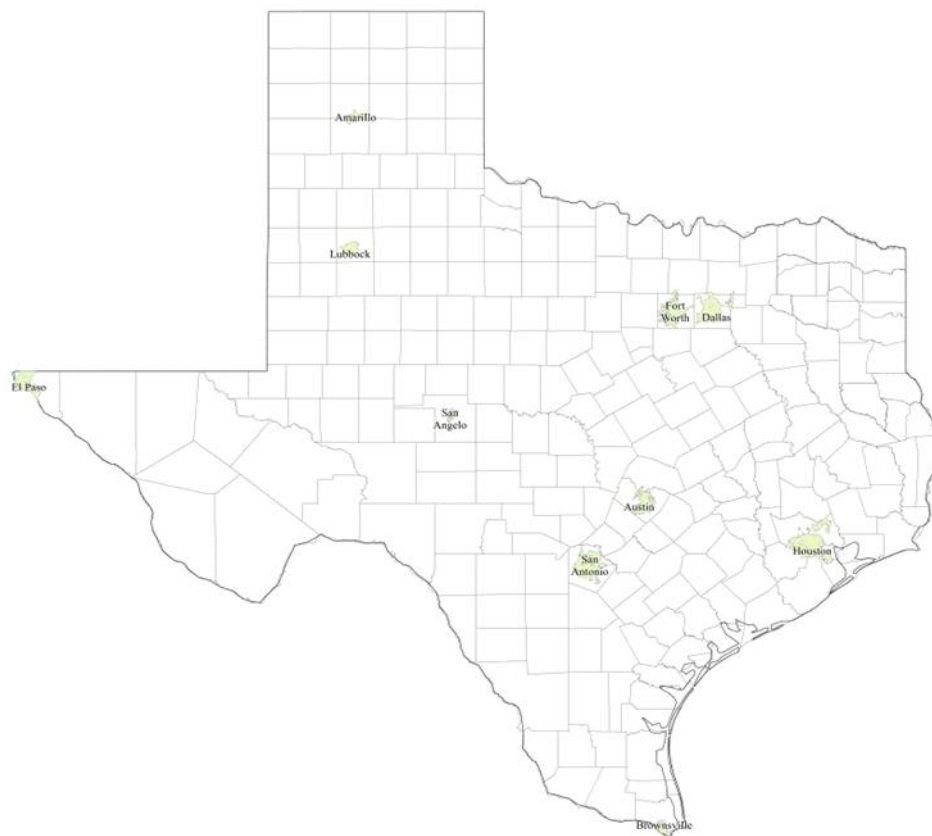 Amarillo
Lubbock
Fort
Worth
Dallas
El Paso
San
Angelo
Austin
Houston
San
Antonio
Brownsville